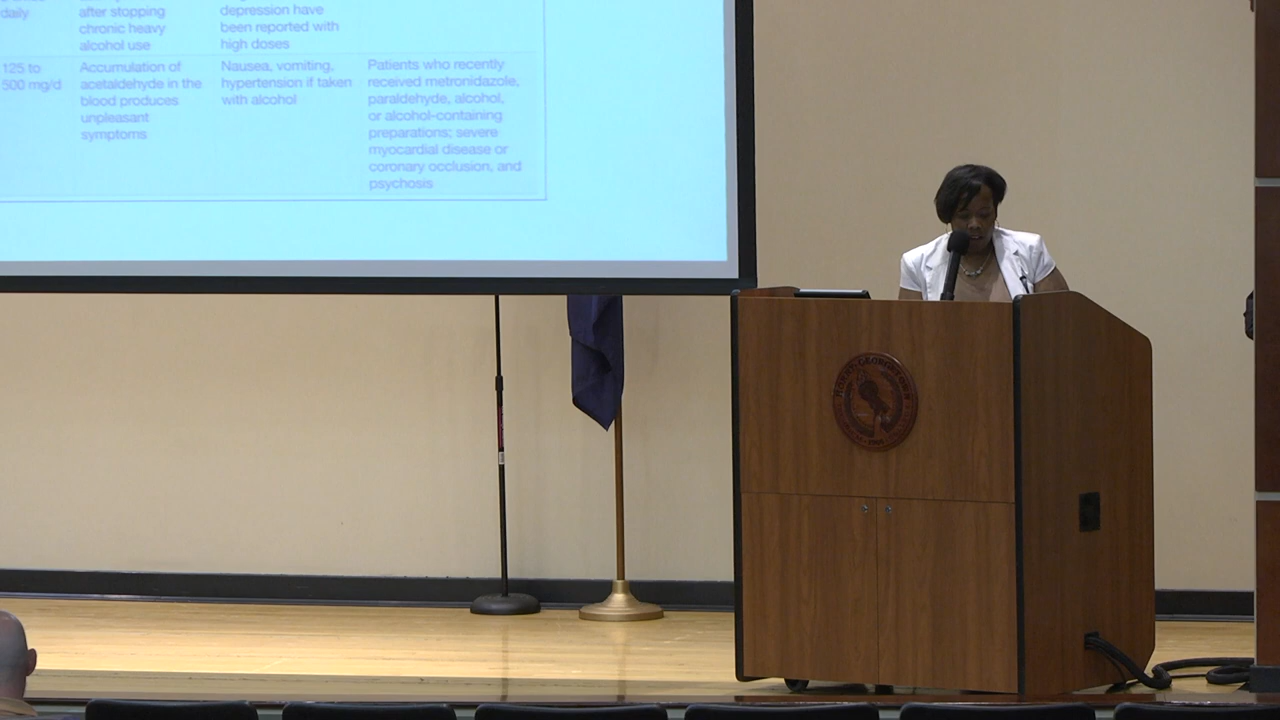 daily
after stopping
chronic heavy
alcohol use
depression have
been reported with
high doses
125 to
500 mg/d
Accumulation of
acetaldehyde in the
blood produces
unpleasant
symptoms
Nausea, vomiting,
hypertension if taken
with alcohol
Patients who recently
received metronidazole,
paraldehyde, alcohol,
or alcohol-containing
preparations; severe
myocardial disease or
coronary occlusion, and
psychosis